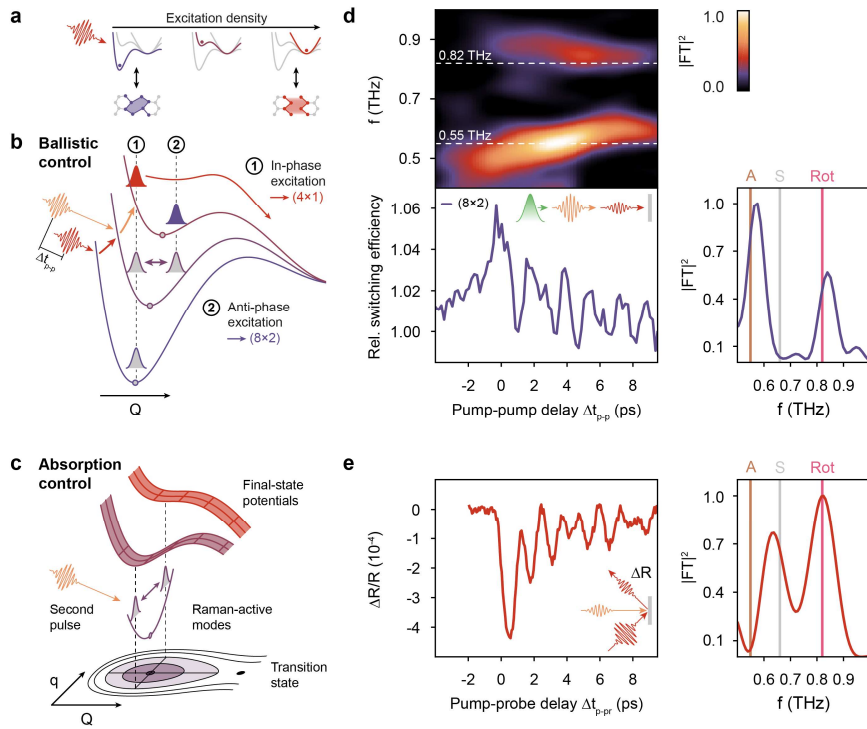 a
Excitation density
b
Ballistic
control
1
2
1
In-phase
excitation
(4×1)
Δt p-p
2
Anti-phase
excitation
(8×2)
Q
c
Absorption
control
Final-state
potentials
Second
pulse
Raman-active
modes
Transition
state
q
Q
d
0.9
0.7
0.5
f (THz)
0.82 THz
0.55 THz
1.0
0.0
|FT|²
(8×2)
1.06
1.04
1.02
1.00
Rel. switching efficiency
-2 0 2 4 6 8
Pump-pump delay Δt p-p (ps)
A S Rot
1.0
0.7
0.4
0.1
|FT|²
0.6 0.7 0.8 0.9
f (THz)
e
0
-1
-2
-3
-4
ΔR/R (10⁻⁴)
ΔR
-2 0 2 4 6 8
Pump-probe delay Δt p-pr (ps)
A S Rot
1.0
0.7
0.4
0.1
|FT|²
0.6 0.7 0.8 0.9
f (THz)